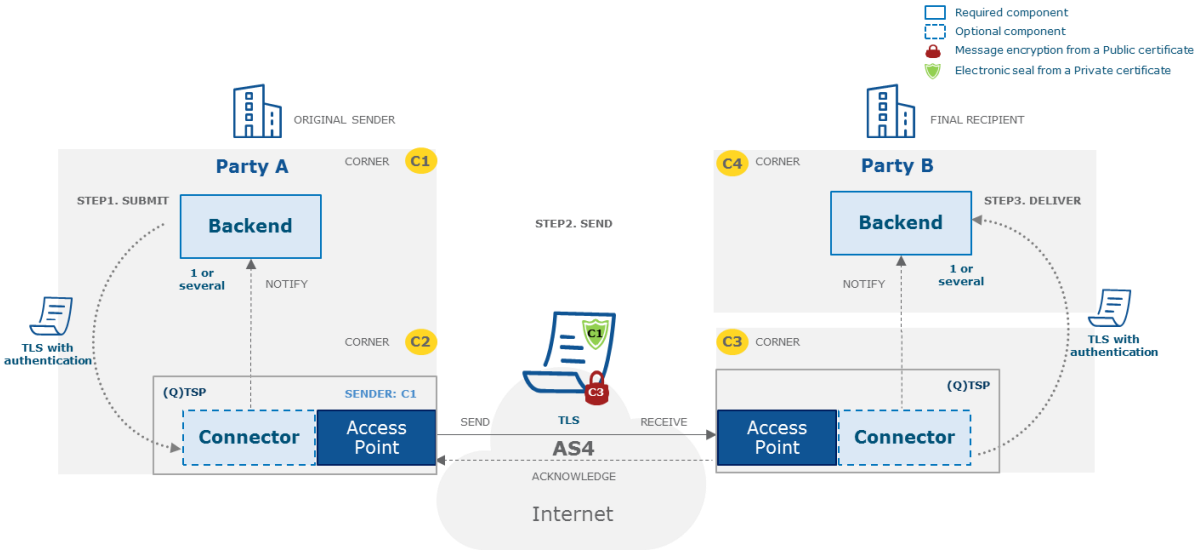 Required component
Optional component
Message encryption from a Public certificate
Electronic seal from a Private certificate
ORIGINAL SENDER
FINAL RECIPIENT
CORNER C1
Party A
STEP1. SUBMIT
Backend
1 or
several
NOTIFY
TLS with
authentication
CORNER C2
(Q)TSP
SENDER: C1
Connector
Access
Point
STEP2. SEND
C1
C3
SEND
TLS
RECEIVE
AS4
ACKNOWLEDGE
Internet
C4 CORNER
Party B
Backend
STEP3. DELIVER
1 or
several
NOTIFY
TLS with
authentication
C3 CORNER
(Q)TSP
Access
Point
Connector